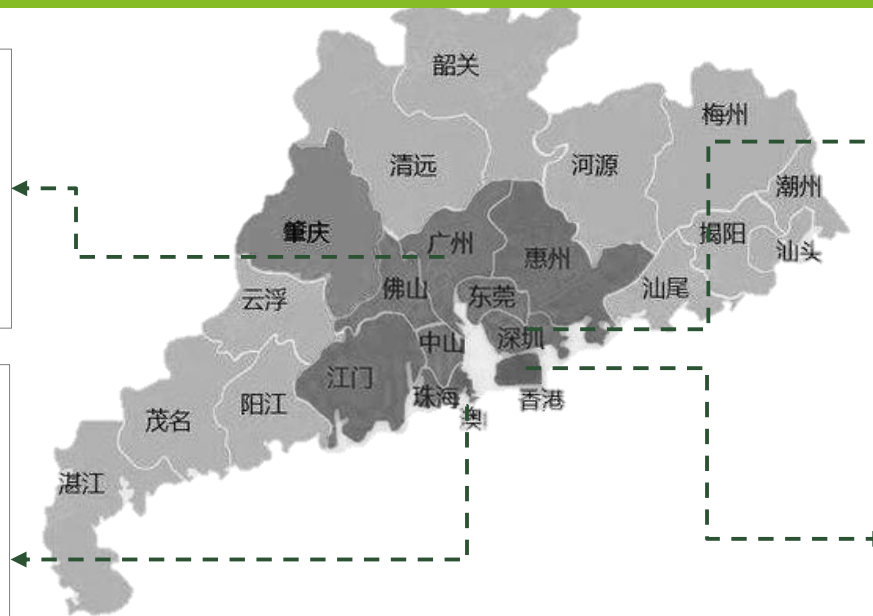 韶关
梅州
清远
河源
潮州
肇庆
广州
揭阳
惠州
汕头
佛山
东莞
汕尾
云浮
中山
深圳
江门
珠海
香港
阳江
澳
茂名
湛江